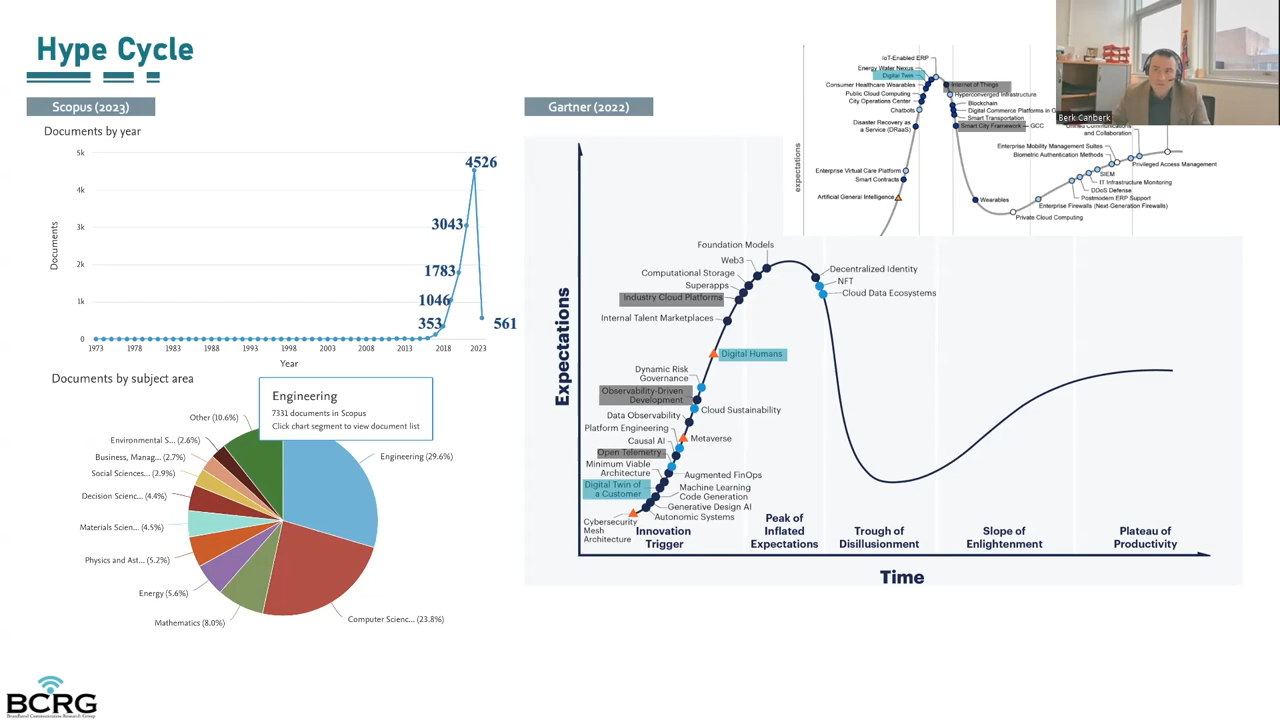 Hype Cycle
Scopus (2023)
Documents by year
Documents
5k
4k
3k
2k
1k
0
4526
3043
1783
1046
353
561
1973
1978
1983
1988
1993
1998
2003
2008
2013
2018
2023
Year
Documents by subject area
Engineering
7331 documents in Scopus
Click chart segment to view document list
Other (10.6%)
Environmental S... (2.6%)
Business, Manag... (2.7%)
Social Sciences... (2.9%)
Decision Scienc... (4.4%)
Materials Scien... (4.5%)
Physics and Ast... (5.2%)
Energy (5.6%)
Mathematics (8.0%)
Engineering (29.6%)
Computer Scienc... (23.8%)
Gartner (2022)
expectations
IoT-Enabled ERP
Energy Water Nexus
Digital Twin
Consumer Healthcare Wearables
Public Cloud Computing
City Operations Center
Chatbots
Disaster Recovery as
a Service (DRaaS)
Enterprise Virtual Care Platform
Smart Contracts
Artificial General Intelligence
Internet of Things
Hyperconverged Infrastructure
Blockchain
Digital Commerce Platforms in G
Smart Transportation
Smart City Framework — GCC
Wearables
Private Cloud Computing
Enterprise Firewalls (Next-Generation Firewalls)
Postmodern ERP Support
DDoS Defense
IT Infrastructure Monitoring
SIEM
Biometric Authentication Methods
Enterprise Mobility Management Suites
and Collaboration
Privileged Access Management
Berk Canberk
Expectations
Foundation Models
Web3
Computational Storage
Superapps
Industry Cloud Platforms
Internal Talent Marketplaces
Digital Humans
Dynamic Risk
Governance
Observability-Driven
Development
Cloud Sustainability
Data Observability
Platform Engineering
Metaverse
Causal AI
Open Telemetry
Minimum Viable
Architecture
Augmented FinOps
Digital Twin of
a Customer
Machine Learning
Code Generation
Generative Design AI
Autonomic Systems
Cybersecurity
Mesh
Architecture
Decentralized Identity
NFT
Cloud Data Ecosystems
Innovation
Trigger
Peak of
Inflated
Expectations
Trough of
Disillusionment
Slope of
Enlightenment
Plateau of
Productivity
Time
BCRG
Broadband Communication Research Group